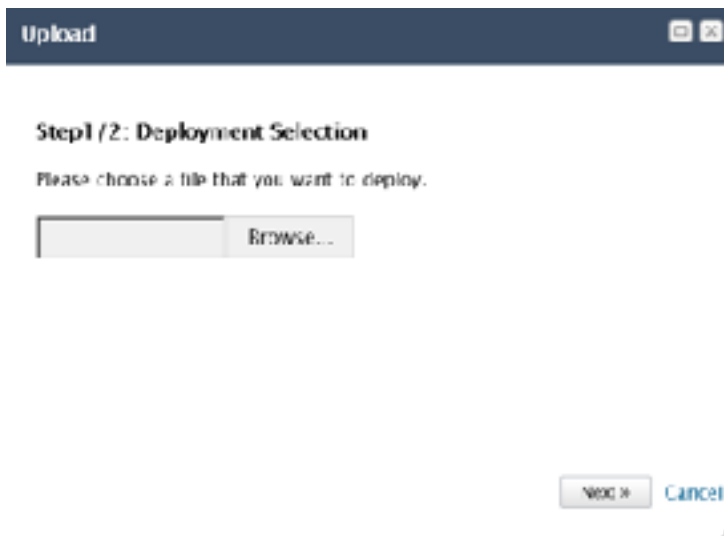 Upload
Step1/2: Deployment Selection
Please choose a file that you want to deploy.
Browse...
Next »
Cancel